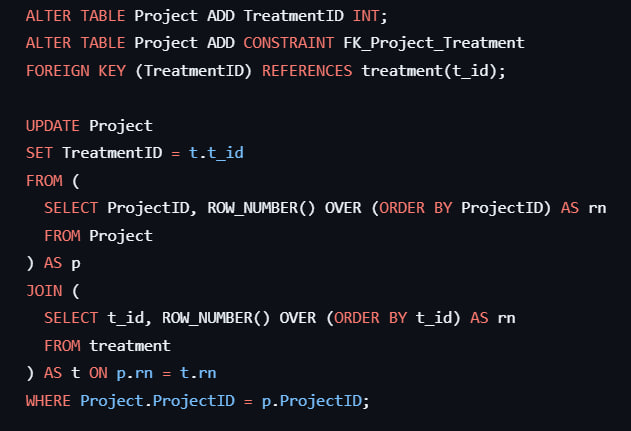 ALTER TABLE Project ADD TreatmentID INT;
ALTER TABLE Project ADD CONSTRAINT FK_Project_Treatment
FOREIGN KEY (TreatmentID) REFERENCES treatment(t_id);

UPDATE Project
SET TreatmentID = t.t_id
FROM (
  SELECT ProjectID, ROW_NUMBER() OVER (ORDER BY ProjectID) AS rn
  FROM Project
) AS p
JOIN (
  SELECT t_id, ROW_NUMBER() OVER (ORDER BY t_id) AS rn
  FROM treatment
) AS t ON p.rn = t.rn
WHERE Project.ProjectID = p.ProjectID;